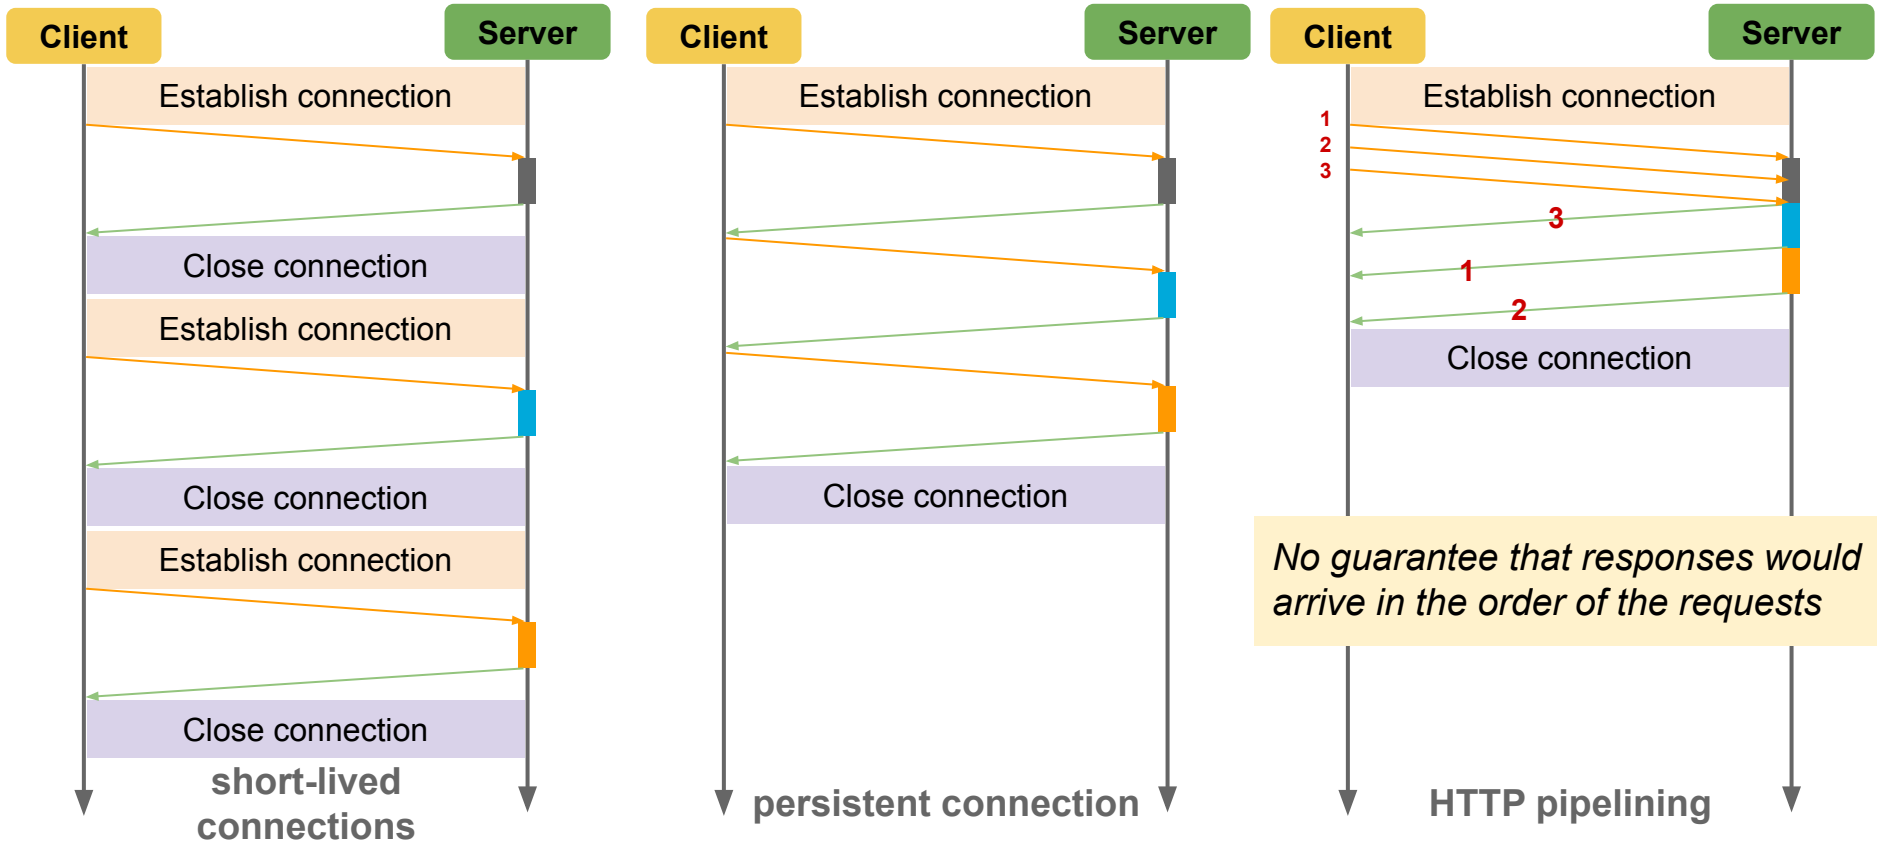 Client
Server
Establish connection
Close connection
Establish connection
Close connection
Establish connection
Close connection
short-lived
connections
Client
Server
Establish connection
Close connection
persistent connection
Client
Server
Establish connection
1
2
3
3
1
2
Close connection
No guarantee that responses would
arrive in the order of the requests
HTTP pipelining